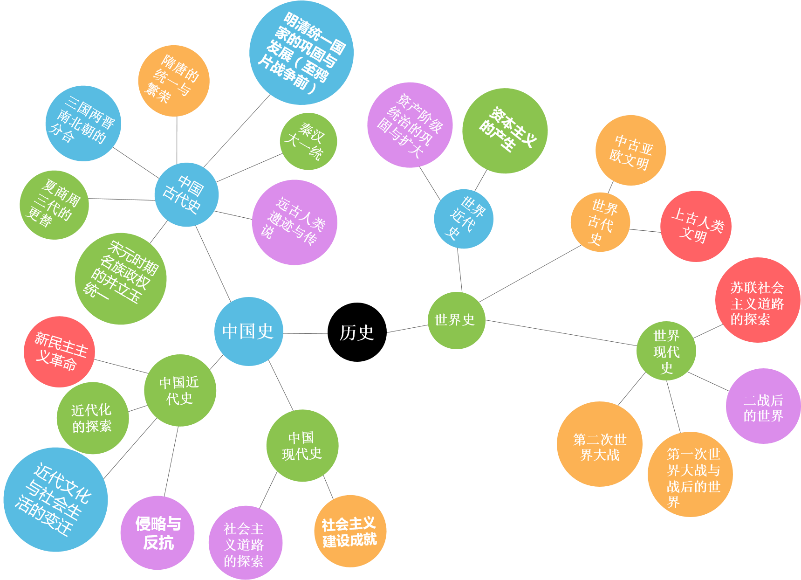 明清统一国
家的巩固与
发展（至鸦
片战争前）
隋唐的
统一与
繁荣
三国两晋
南北朝的
分合
秦汉
大一统
夏商周
三代的
更替
中国
古代史
远古人类
遗迹与传
说
宋元时期
名族政权
的并立玉
统一
资产阶级
统治的巩
固与扩大
资本主义
的产生
中古亚
欧文明
世界
近代
史
世界
古代
史
上古人类
文明
中国史
历史
世界史
苏联社会
主义道路
的探索
新民主主
义革命
中国近
代史
世界
现代
史
近代化
的探索
二战后
的世界
中国
现代史
第二次世
界大战
第一次世
界大战与
战后的世
界
近代文化
与社会生
活的变迁
侵略与
反抗
社会主
义道路
的探索
社会主义
建设成就